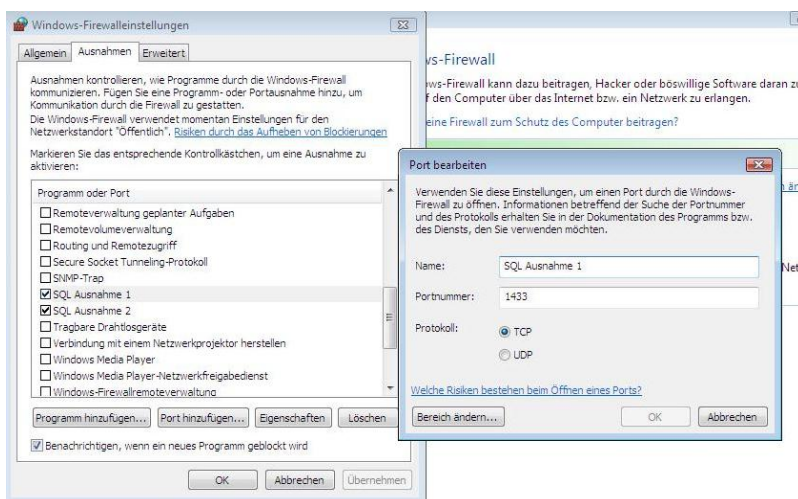 Windows-Firewalleinstellungen
Allgemein Ausnahmen Erweitert
Ausnahmen kontrollieren, wie Programme durch die Windows-Firewall
kommunizieren. Fügen Sie eine Programm- oder Portausnahme hinzu, um
Kommunikation durch die Firewall zu gestatten.
Die Windows-Firewall verwendet momentan Einstellungen für den
Netzwerkstandort "Öffentlich". Risiken durch das Aufheben von Blockierungen
Markieren Sie das entsprechende Kontrollkästchen, um eine Ausnahme zu
aktivieren:
Programm oder Port
Remoteverwaltung geplanter Aufgaben
Remotevolumeverwaltung
Routing und Remotezugriff
Secure Socket Tunneling-Protokoll
SNMP-Trap
SQL Ausnahme 1
SQL Ausnahme 2
Tragbare Drahtlosgeräte
Verbindung mit einem Netzwerkprojektor herstellen
Windows Media Player
Windows Media Player-Netzwerkfreigabedienst
Windows-Firewallremoteverwaltung
Programm hinzufügen... Port hinzufügen... Eigenschaften Löschen
Benachrichtigen, wenn ein neues Programm geblockt wird
OK Abbrechen Übernehmen
ws-Firewall
ws-Firewall kann dazu beitragen, Hacker oder böswillige Software daran zu
f den Computer über das Internet bzw. ein Netzwerk zu erlangen.
eine Firewall zum Schutz des Computer beitragen?
Port bearbeiten
Verwenden Sie diese Einstellungen, um einen Port durch die Windows-
Firewall zu öffnen. Informationen betreffend der Suche der Portnummer
und des Protokolls erhalten Sie in der Dokumentation des Programms bzw.
des Diensts, den Sie verwenden möchten.
Name: SQL Ausnahme 1
Portnummer: 1433
Protokoll: TCP
UDP
Welche Risiken bestehen beim Öffnen eines Ports?
Bereich ändern... OK Abbrechen
Net